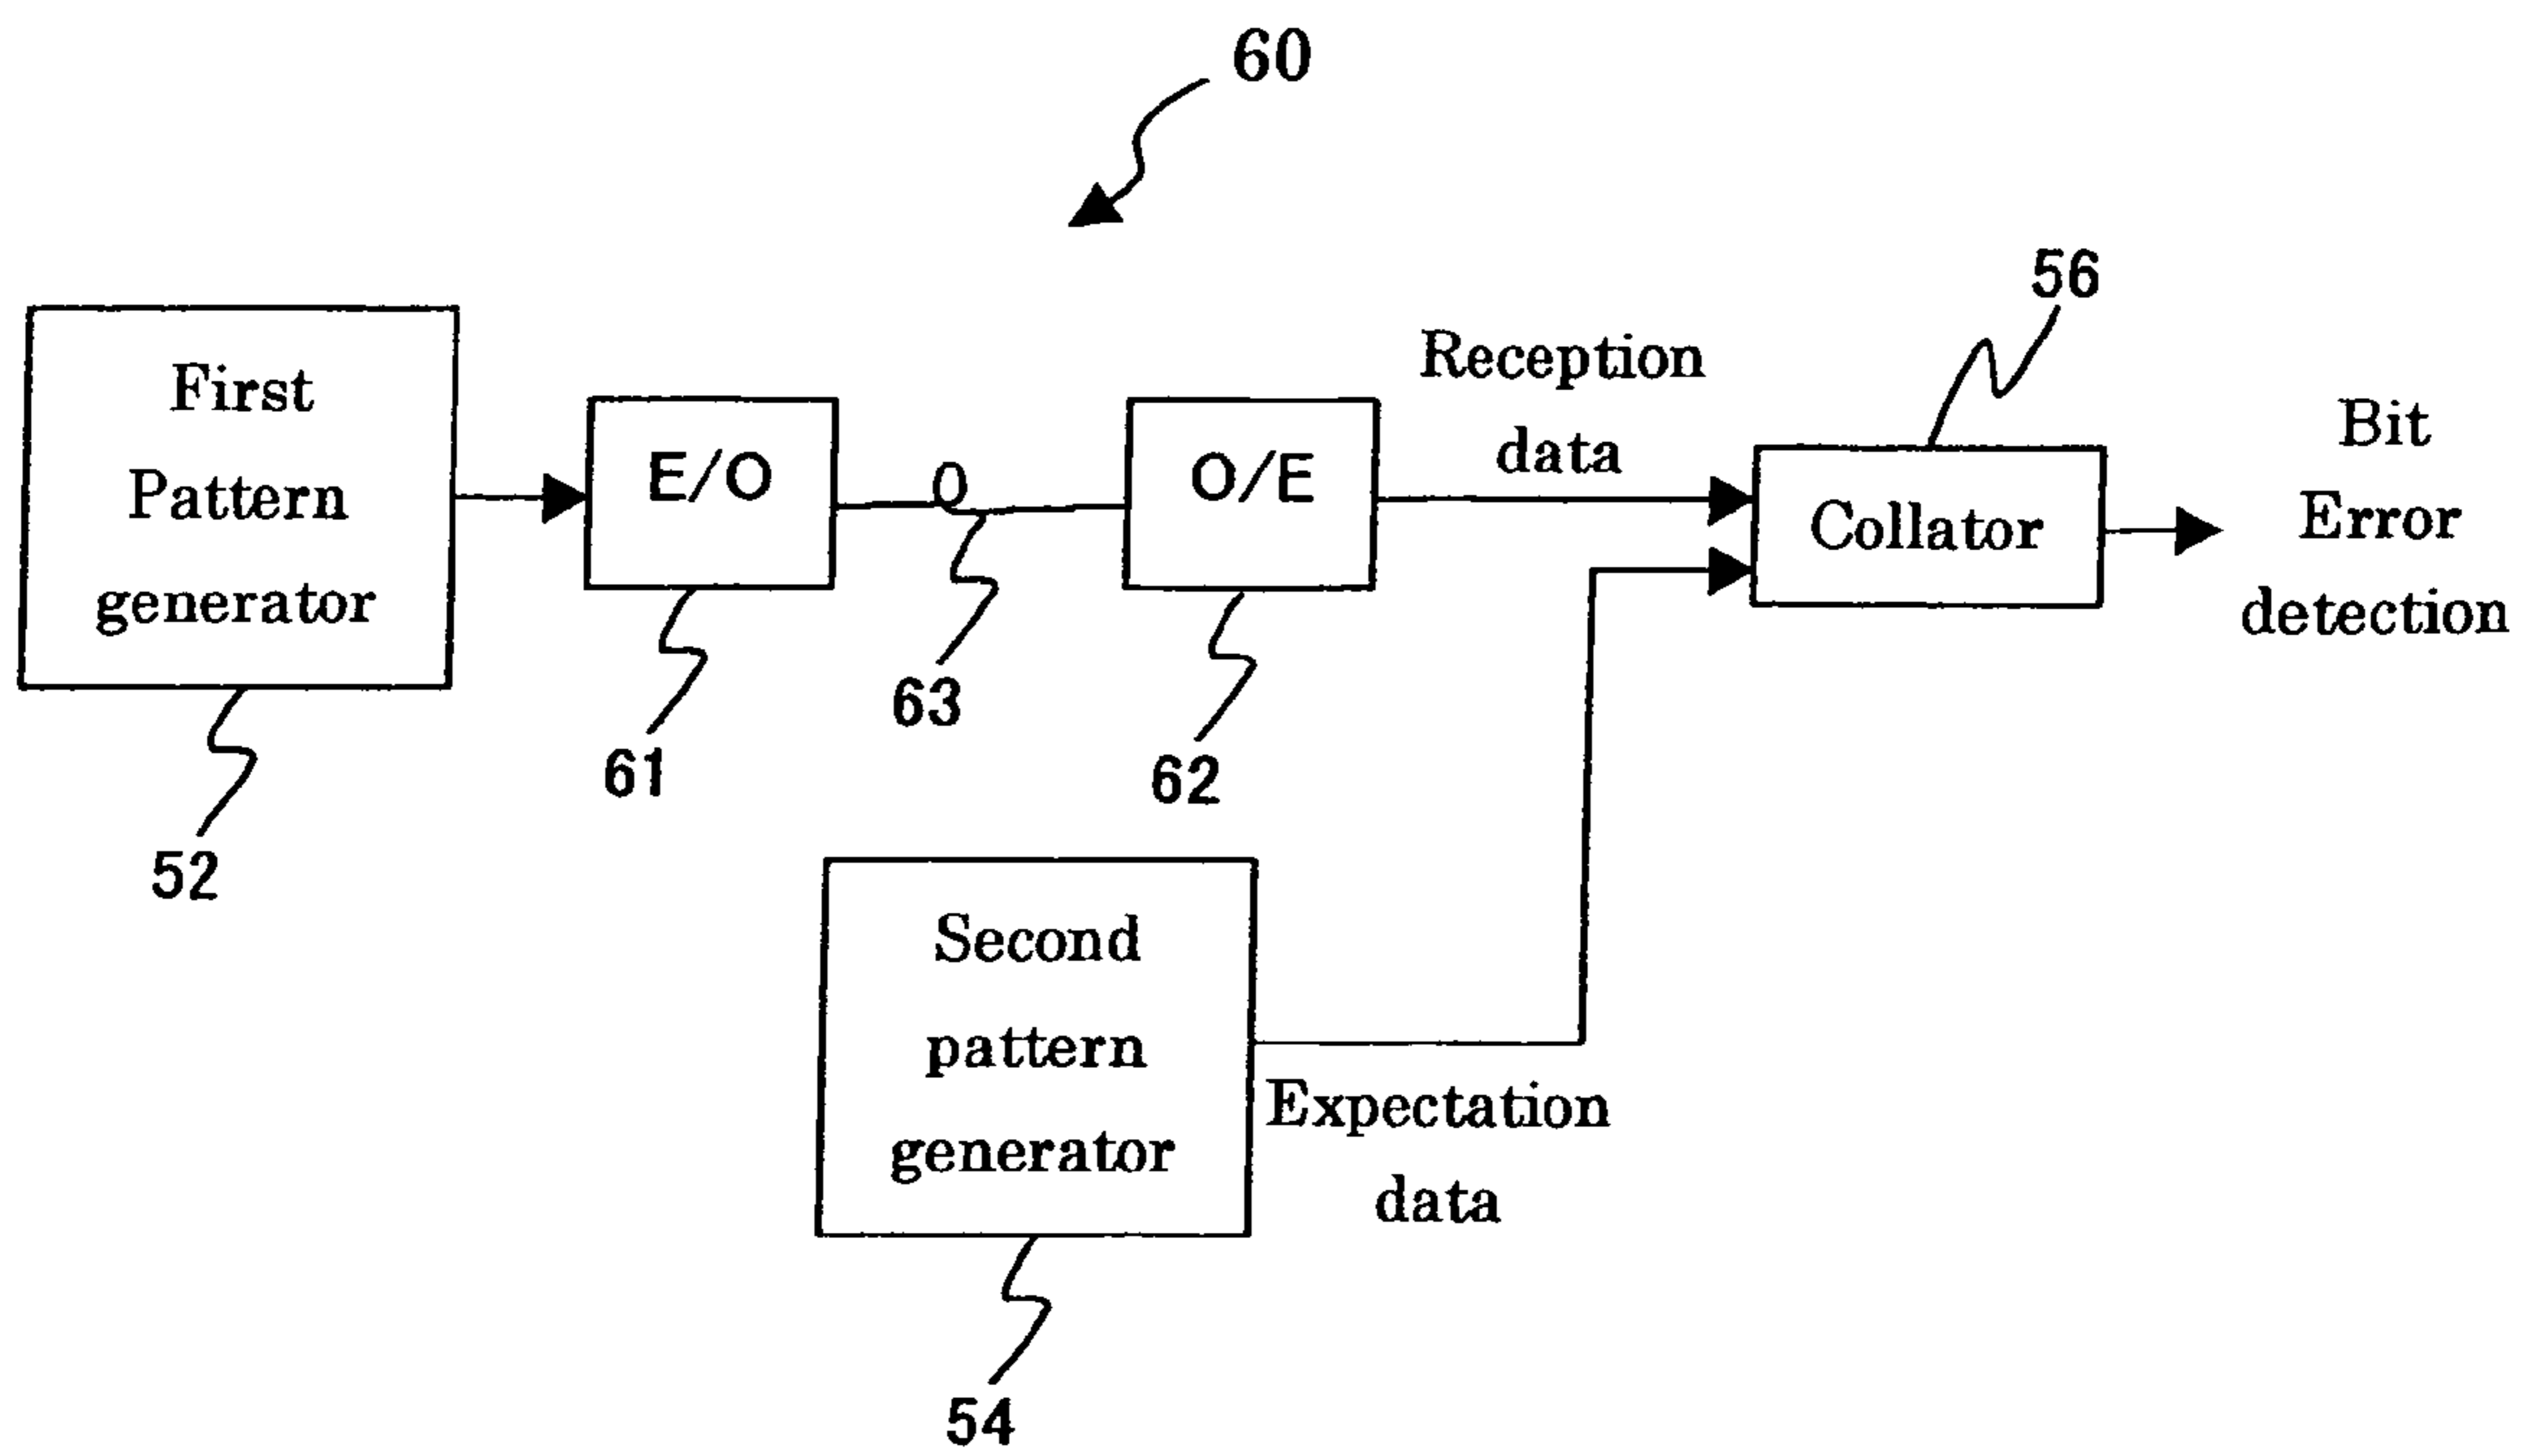 60
56
First
Pattern
generator
E/O
O/E
Reception
data
Collator
Bit
Error
detection
63
61
62
52
Second
pattern
generator
Expectation
data
54